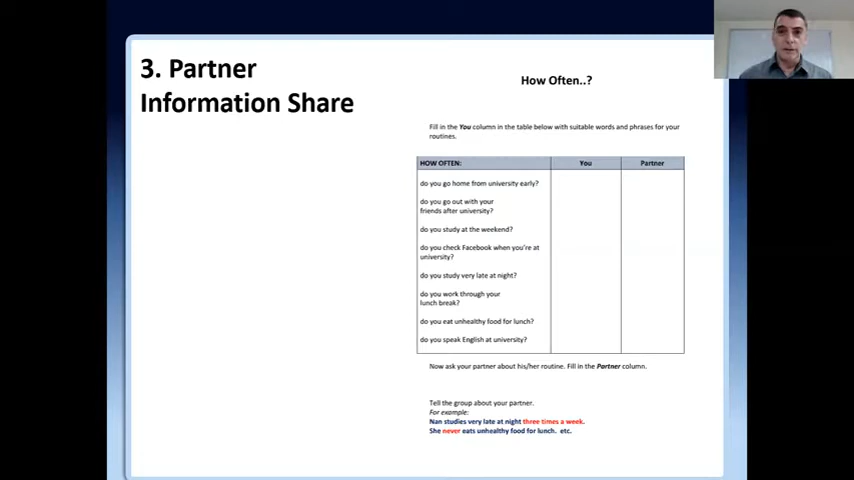 3. Partner
Information Share
How Often..?
Fill in the You column in the table below with suitable words and phrases for your
routines.
HOW OFTEN: You Partner
do you go home from university early?
do you go out with your
friends after university?
do you study at the weekend?
do you check Facebook when you're at
university?
do you study very late at night?
do you work through your
lunch break?
do you eat unhealthy food for lunch?
do you speak English at university?
Now ask your partner about his/her routine. Fill in the Partner column.
Tell the group about your partner.
For example:
Nan studies very late at night three times a week.
She never eats unhealthy food for lunch. etc.